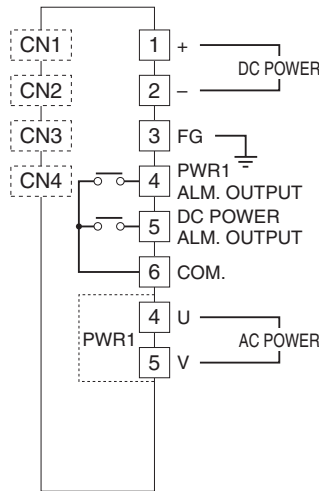 CN1 1 +
DC POWER
CN2 2 –
CN3 3 FG
CN4 4 PWR1
ALM. OUTPUT
5 DC POWER
ALM. OUTPUT
6 COM.
4 U
PWR1 AC POWER
5 V